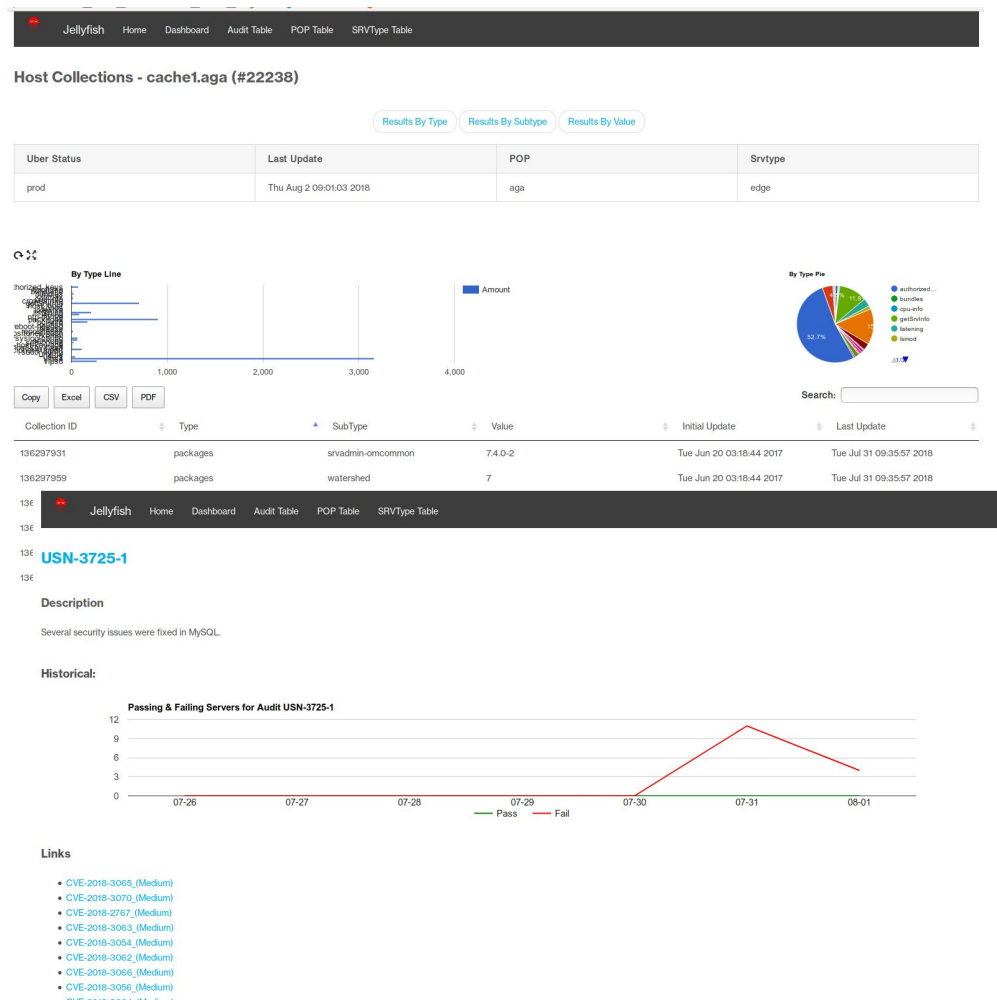 Jellyfish Home Dashboard Audit Table POP Table SRVType Table
Host Collections - cache1.aga (#22238)
Results By Type Results By Subtype Results By Value
Uber Status Last Update POP Srvtype
prod Thu Aug 2 09:01:03 2018 aga edge
By Type Line
Amount
0 1,000 2,000 3,000 4,000
By Type Pie
52.7%
authorized...
bundles
cpu-info
getSrvInfo
listening
lsmod
Copy Excel CSV PDF
Search:
Collection ID Type SubType Value Initial Update Last Update
136297931 packages srvadmin-omcommon 7.4.0-2 Tue Jun 20 03:18:44 2017 Tue Jul 31 09:35:57 2018
136297959 packages watershed 7 Tue Jun 20 03:18:44 2017 Tue Jul 31 09:35:57 2018
Jellyfish Home Dashboard Audit Table POP Table SRVType Table
USN-3725-1
Description
Several security issues were fixed in MySQL.
Historical:
Passing & Failing Servers for Audit USN-3725-1
12
9
6
3
0
07-26 07-27 07-28 07-29 07-30 07-31 08-01
Pass Fail
Links
• CVE-2018-3065_(Medium)
• CVE-2018-3070_(Medium)
• CVE-2018-2767_(Medium)
• CVE-2018-3063_(Medium)
• CVE-2018-3054_(Medium)
• CVE-2018-3062_(Medium)
• CVE-2018-3066_(Medium)
• CVE-2018-3056_(Medium)